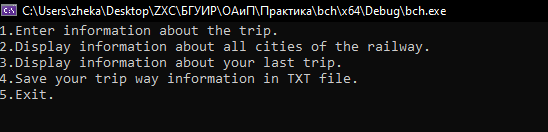 C:\Users\zheka\Desktop\ZXC\БГУИР\ОАиП\Практика\bch\x64\Debug\bch.exe
1.Enter information about the trip.
2.Display information about all cities of the railway.
3.Display information about your last trip.
4.Save your trip way information in TXT file.
5.Exit.